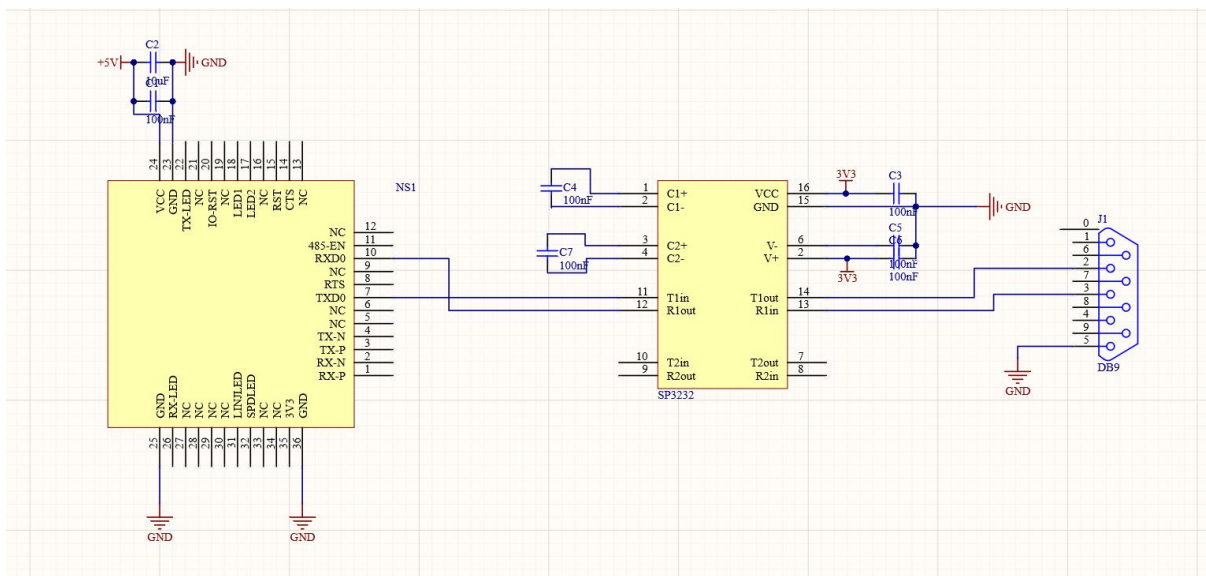 C2
+5V
GND
10uF
C1
100nF
24
23
22
21
20
19
18
17
16
15
14
13
VCC
GND
TX-LED
NC
IO-RST
NC
LED1
LED2
NC
RST
CTS
NC
NS1
NC 12
485-EN 11
RXD0 10
NC 9
RTS 8
TXD0 7
NC 6
NC 5
TX-N 4
TX-P 3
RX-N 2
RX-P 1
GND
RX-LED
NC
NC
NC
NC
LINJLED
SPDLED
NC
NC
3V3
GND
25
26
27
28
29
30
31
32
33
34
35
36
GND
GND
C4
100nF
C7
100nF
1 C1+ VCC 16
2 C1- GND 15
3 C2+ V- 6
4 C2- V+ 2
11 T1in T1out 14
12 R1out R1in 13
10 T2in T2out 7
9 R2out R2in 8
SP3232
3V3
C3
100nF
GND
C5
C6
100nF
100nF
3V3
J1
0
1
6
2
7
3
8
4
9
5
DB9
GND